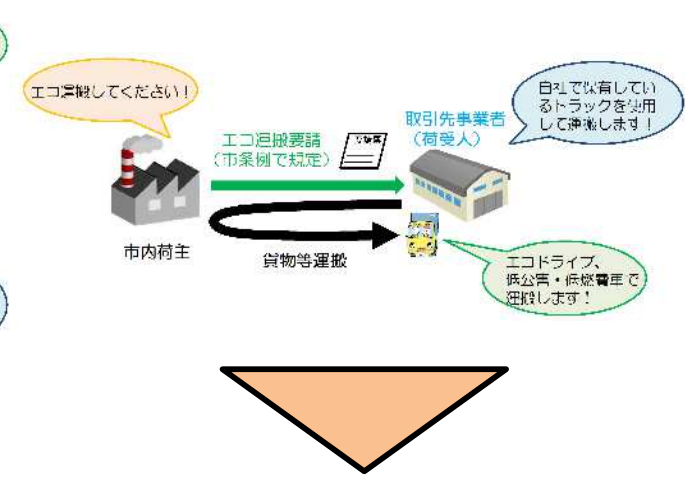 エコ運搬してください！
自社で保有してい
るトラックを使用
して運搬します！
取引先事業者
（荷受人）
エコ運搬要請
（市条例で規定）
市内荷主
貨物等運搬
エコドライブ、
低公害・低燃費車で
運搬します！